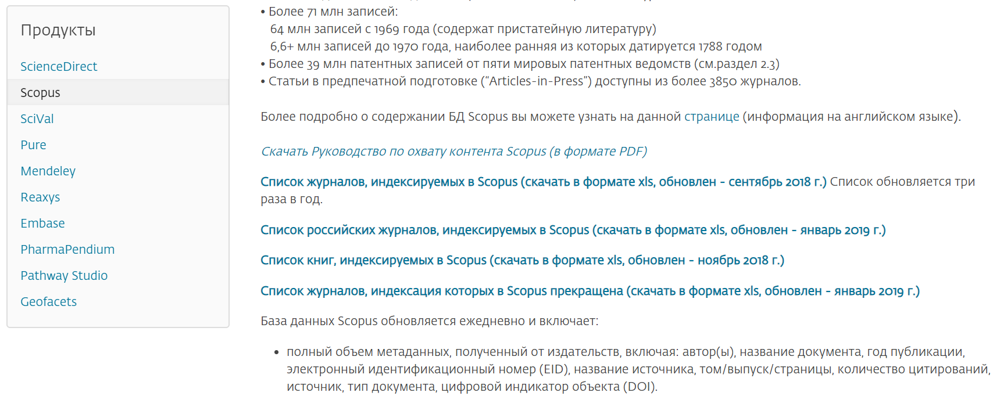 Продукты
ScienceDirect
Scopus
SciVal
Pure
Mendeley
Reaxys
Embase
PharmaPendium
Pathway Studio
Geofacets
• Более 71 млн записей:
64 млн записей с 1969 года (содержат пристатейную литературу)
6,6+ млн записей до 1970 года, наиболее ранняя из которых датируется 1788 годом
• Более 39 млн патентных записей от пяти мировых патентных ведомств (см.раздел 2.3)
• Статьи в предпечатной подготовке (“Articles-in-Press”) доступны из более 3850 журналов.
Более подробно о содержании БД Scopus вы можете узнать на данной странице (информация на английском языке).
Скачать Руководство по охвату контента Scopus (в формате PDF)
Список журналов, индексируемых в Scopus (скачать в формате xls, обновлен - сентябрь 2018 г.) Список обновляется три
раза в год.
Список российских журналов, индексируемых в Scopus (скачать в формате xls, обновлен - январь 2019 г.)
Список книг, индексируемых в Scopus (скачать в формате xls, обновлен - ноябрь 2018 г.)
Список журналов, индексация которых в Scopus прекращена (скачать в формате xls, обновлен - январь 2019 г.)
База данных Scopus обновляется ежедневно и включает:
• полный объем метаданных, полученный от издательств, включая: автор(ы), название документа, год публикации,
электронный идентификационный номер (EID), название источника, том/выпуск/страницы, количество цитирований,
источник, тип документа, цифровой индикатор объекта (DOI).